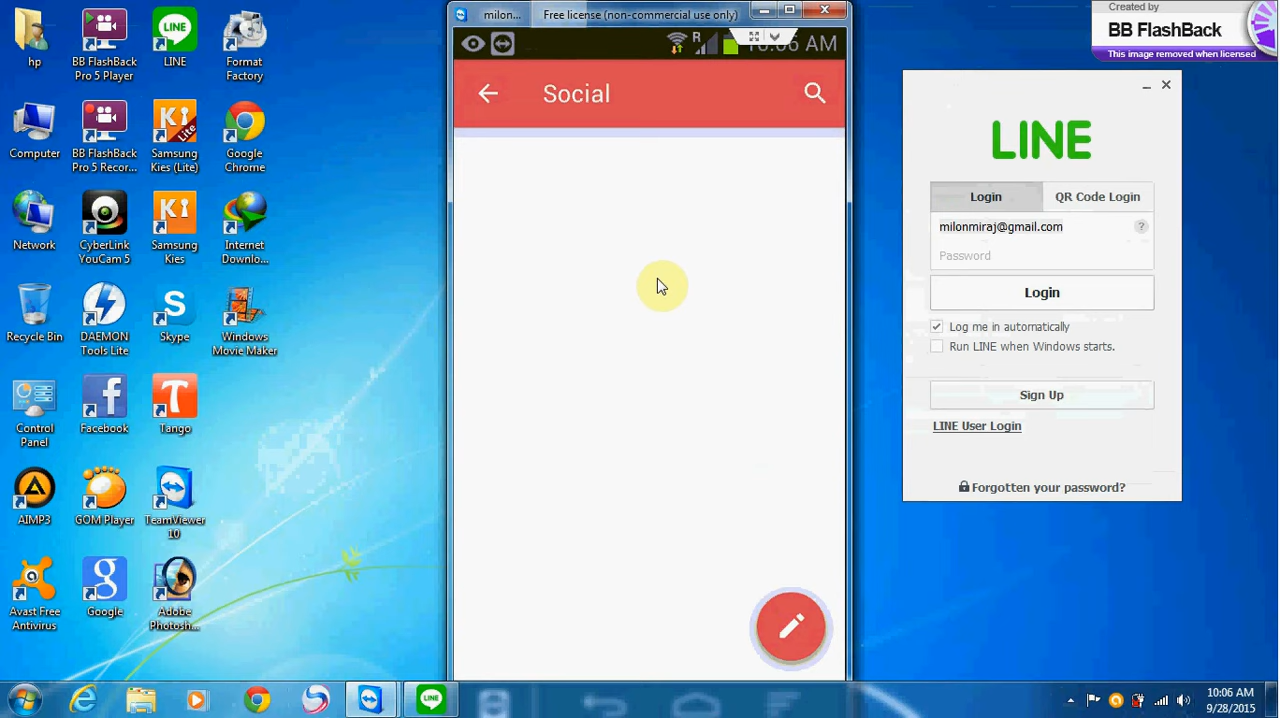 hp
BB FlashBack
Pro 5 Player
LINE
Format
Factory
Computer
BB FlashBack
Pro 5 Recor...
Samsung
Kies (Lite)
Google
Chrome
Network
CyberLink
YouCam 5
Samsung
Kies
Internet
Downlo...
Recycle Bin
DAEMON
Tools Lite
Skype
Windows
Movie Maker
Control
Panel
Facebook
Tango
AIMP3
GOM Player
TeamViewer
10
Avast Free
Antivirus
Google
Adobe
Photosh...
milon...
Free license (non-commercial use only)
R
10:06 AM
Social
Created by
BB FlashBack
This image removed when licensed
LINE
Login
QR Code Login
milonmiraj@gmail.com
?
Password
Login
Log me in automatically
Run LINE when Windows starts.
Sign Up
LINE User Login
Forgotten your password?
10:06 AM
9/28/2015